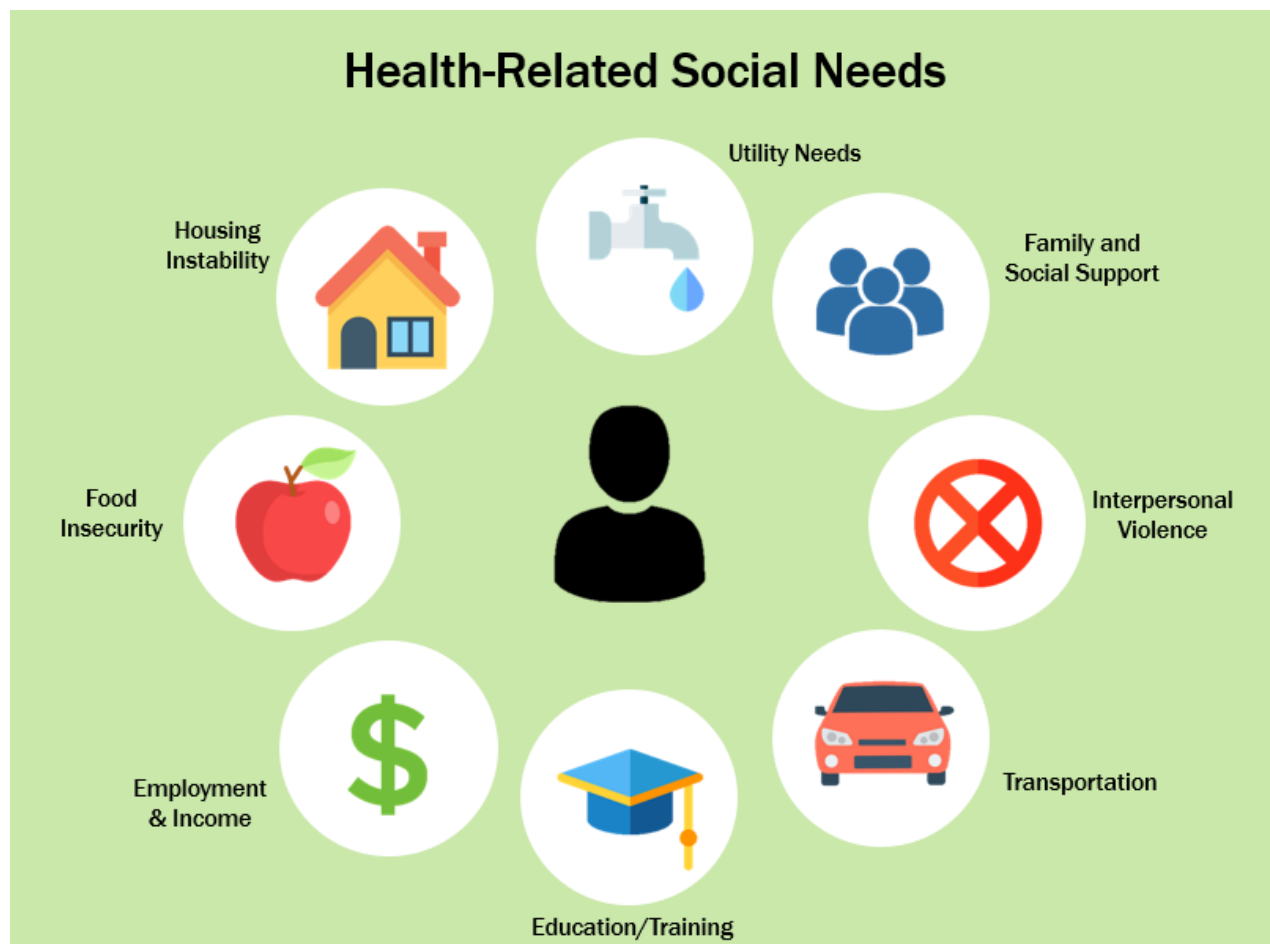 Health-Related Social Needs
Utility Needs
Housing
Instability
Family and
Social Support
Food
Insecurity
Interpersonal
Violence
Employment
& Income
Transportation
Education/Training